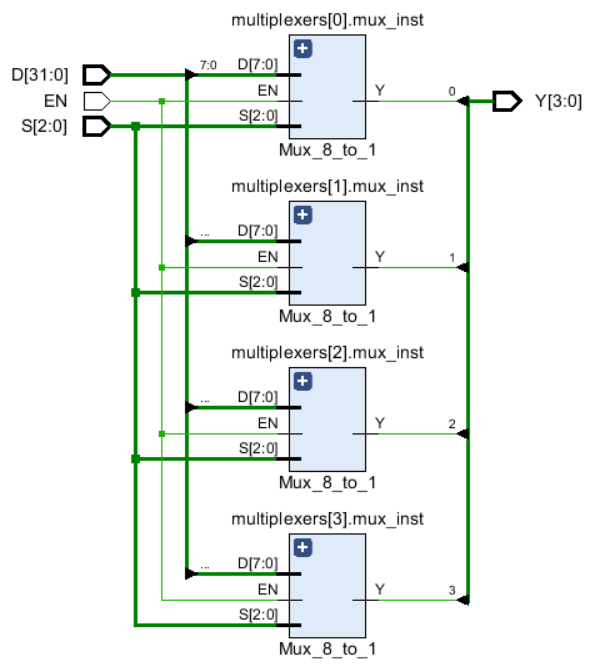 multiplexers[0].mux_inst
D[31:0]
7:0
D[7:0]
EN
EN
Y
0
Y[3:0]
S[2:0]
S[2:0]
Mux_8_to_1
multiplexers[1].mux_inst
...
D[7:0]
EN
Y
1
S[2:0]
Mux_8_to_1
multiplexers[2].mux_inst
...
D[7:0]
EN
Y
2
S[2:0]
Mux_8_to_1
multiplexers[3].mux_inst
...
D[7:0]
EN
Y
3
S[2:0]
Mux_8_to_1